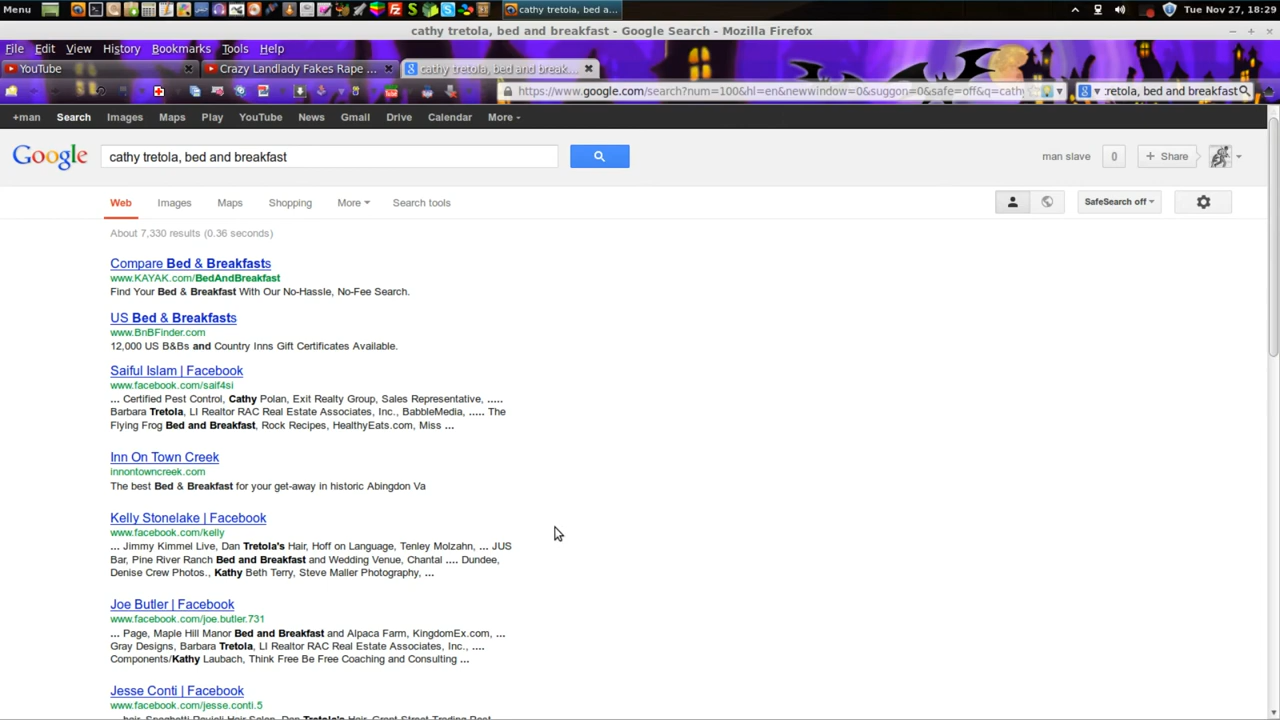 Menu cathy tretola, bed a... Tue Nov 27, 18:29
cathy tretola, bed and breakfast - Google Search - Mozilla Firefox
File Edit View History Bookmarks Tools Help
YouTube Crazy Landlady Fakes Rape ... cathy tretola, bed and break...
https://www.google.com/search?num=100&hl=en&newwindow=0&suggon=0&safe=off&q=cathy retola, bed and breakfast
+man Search Images Maps Play YouTube News Gmail Drive Calendar More
Google cathy tretola, bed and breakfast man slave 0 + Share
Web Images Maps Shopping More Search tools SafeSearch off
About 7,330 results (0.36 seconds)
Compare Bed & Breakfasts
www.KAYAK.com/BedAndBreakfast
Find Your Bed & Breakfast With Our No-Hassle, No-Fee Search.
US Bed & Breakfasts
www.BnBFinder.com
12,000 US B&Bs and Country Inns Gift Certificates Available.
Saiful Islam | Facebook
www.facebook.com/saif4si
... Certified Pest Control, Cathy Polan, Exit Realty Group, Sales Representative, .....
Barbara Tretola, LI Realtor RAC Real Estate Associates, Inc., BabbleMedia, ..... The
Flying Frog Bed and Breakfast, Rock Recipes, HealthyEats.com, Miss ...
Inn On Town Creek
innontowncreek.com
The best Bed & Breakfast for your get-away in historic Abingdon Va
Kelly Stonelake | Facebook
www.facebook.com/kelly
... Jimmy Kimmel Live, Dan Tretola's Hair, Hoff on Language, Tenley Molzahn, ... JUS
Bar, Pine River Ranch Bed and Breakfast and Wedding Venue, Chantal .... Dundee,
Denise Crew Photos., Kathy Beth Terry, Steve Maller Photography, ...
Joe Butler | Facebook
www.facebook.com/joe.butler.731
... Page, Maple Hill Manor Bed and Breakfast and Alpaca Farm, KingdomEx.com, ...
Gray Designs, Barbara Tretola, LI Realtor RAC Real Estate Associates, Inc., ....
Components/Kathy Laubach, Think Free Be Free Coaching and Consulting ...
Jesse Conti | Facebook
www.facebook.com/jesse.conti.5
... hair, Spaghetti Ravioli Hair Salon, Dan Tretola's Hair, Grant Street Trading Post,